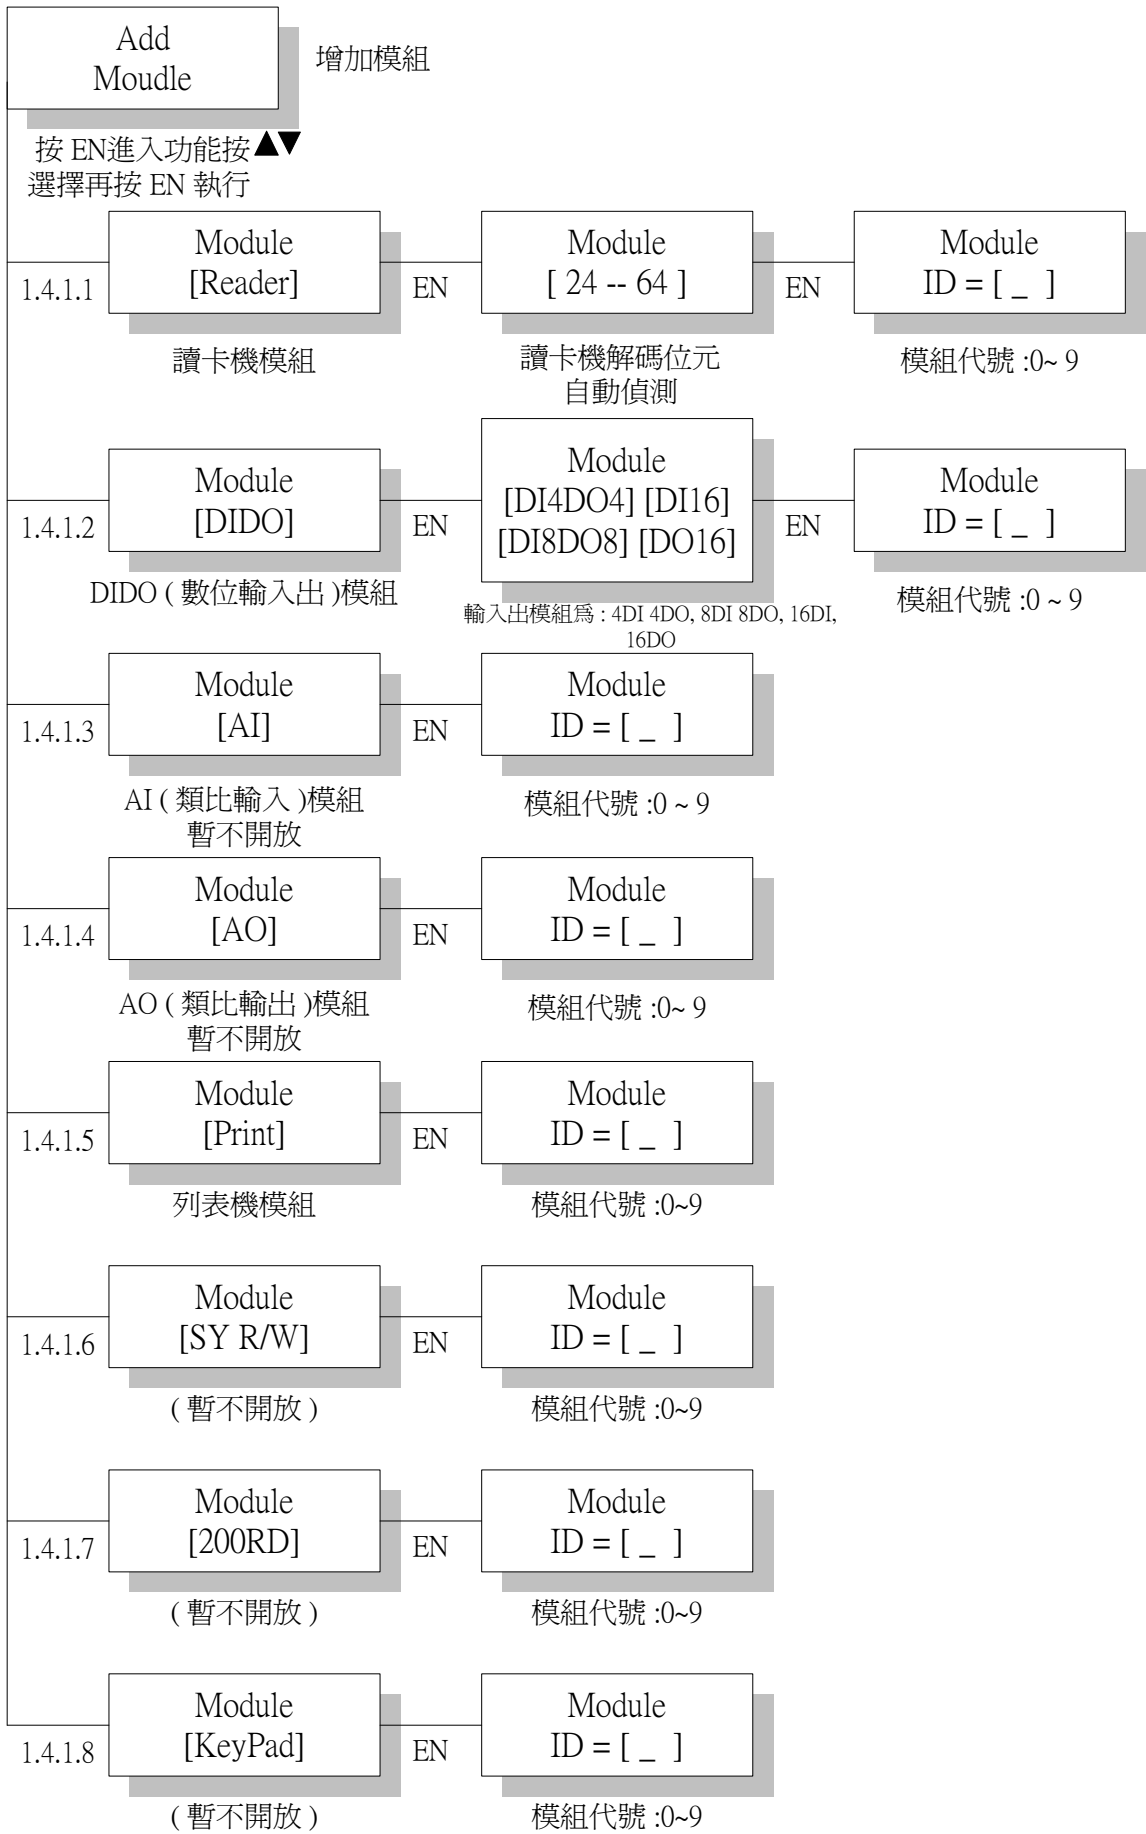 Add
Moudle
增加模組
按 EN進入功能按▲▼
選擇再按 EN 執行
1.4.1.1
Module
[Reader]
EN
Module
[ 24 -- 64 ]
EN
Module
ID = [ _ ]
讀卡機模組
讀卡機解碼位元
自動偵測
模組代號 :0~ 9
1.4.1.2
Module
[DIDO]
EN
Module
[DI4DO4] [DI16]
[DI8DO8] [DO16]
EN
Module
ID = [ _ ]
DIDO ( 數位輸入出 )模組
輸入出模組爲 : 4DI 4DO, 8DI 8DO, 16DI,
16DO
模組代號 :0 ~ 9
1.4.1.3
Module
[AI]
EN
Module
ID = [ _ ]
AI ( 類比輸入 )模組
暫不開放
模組代號 :0 ~ 9
1.4.1.4
Module
[AO]
EN
Module
ID = [ _ ]
AO ( 類比輸出 )模組
暫不開放
模組代號 :0~ 9
1.4.1.5
Module
[Print]
EN
Module
ID = [ _ ]
列表機模組
模組代號 :0~9
1.4.1.6
Module
[SY R/W]
EN
Module
ID = [ _ ]
( 暫不開放 )
模組代號 :0~9
1.4.1.7
Module
[200RD]
EN
Module
ID = [ _ ]
( 暫不開放 )
模組代號 :0~9
1.4.1.8
Module
[KeyPad]
EN
Module
ID = [ _ ]
( 暫不開放 )
模組代號 :0~9